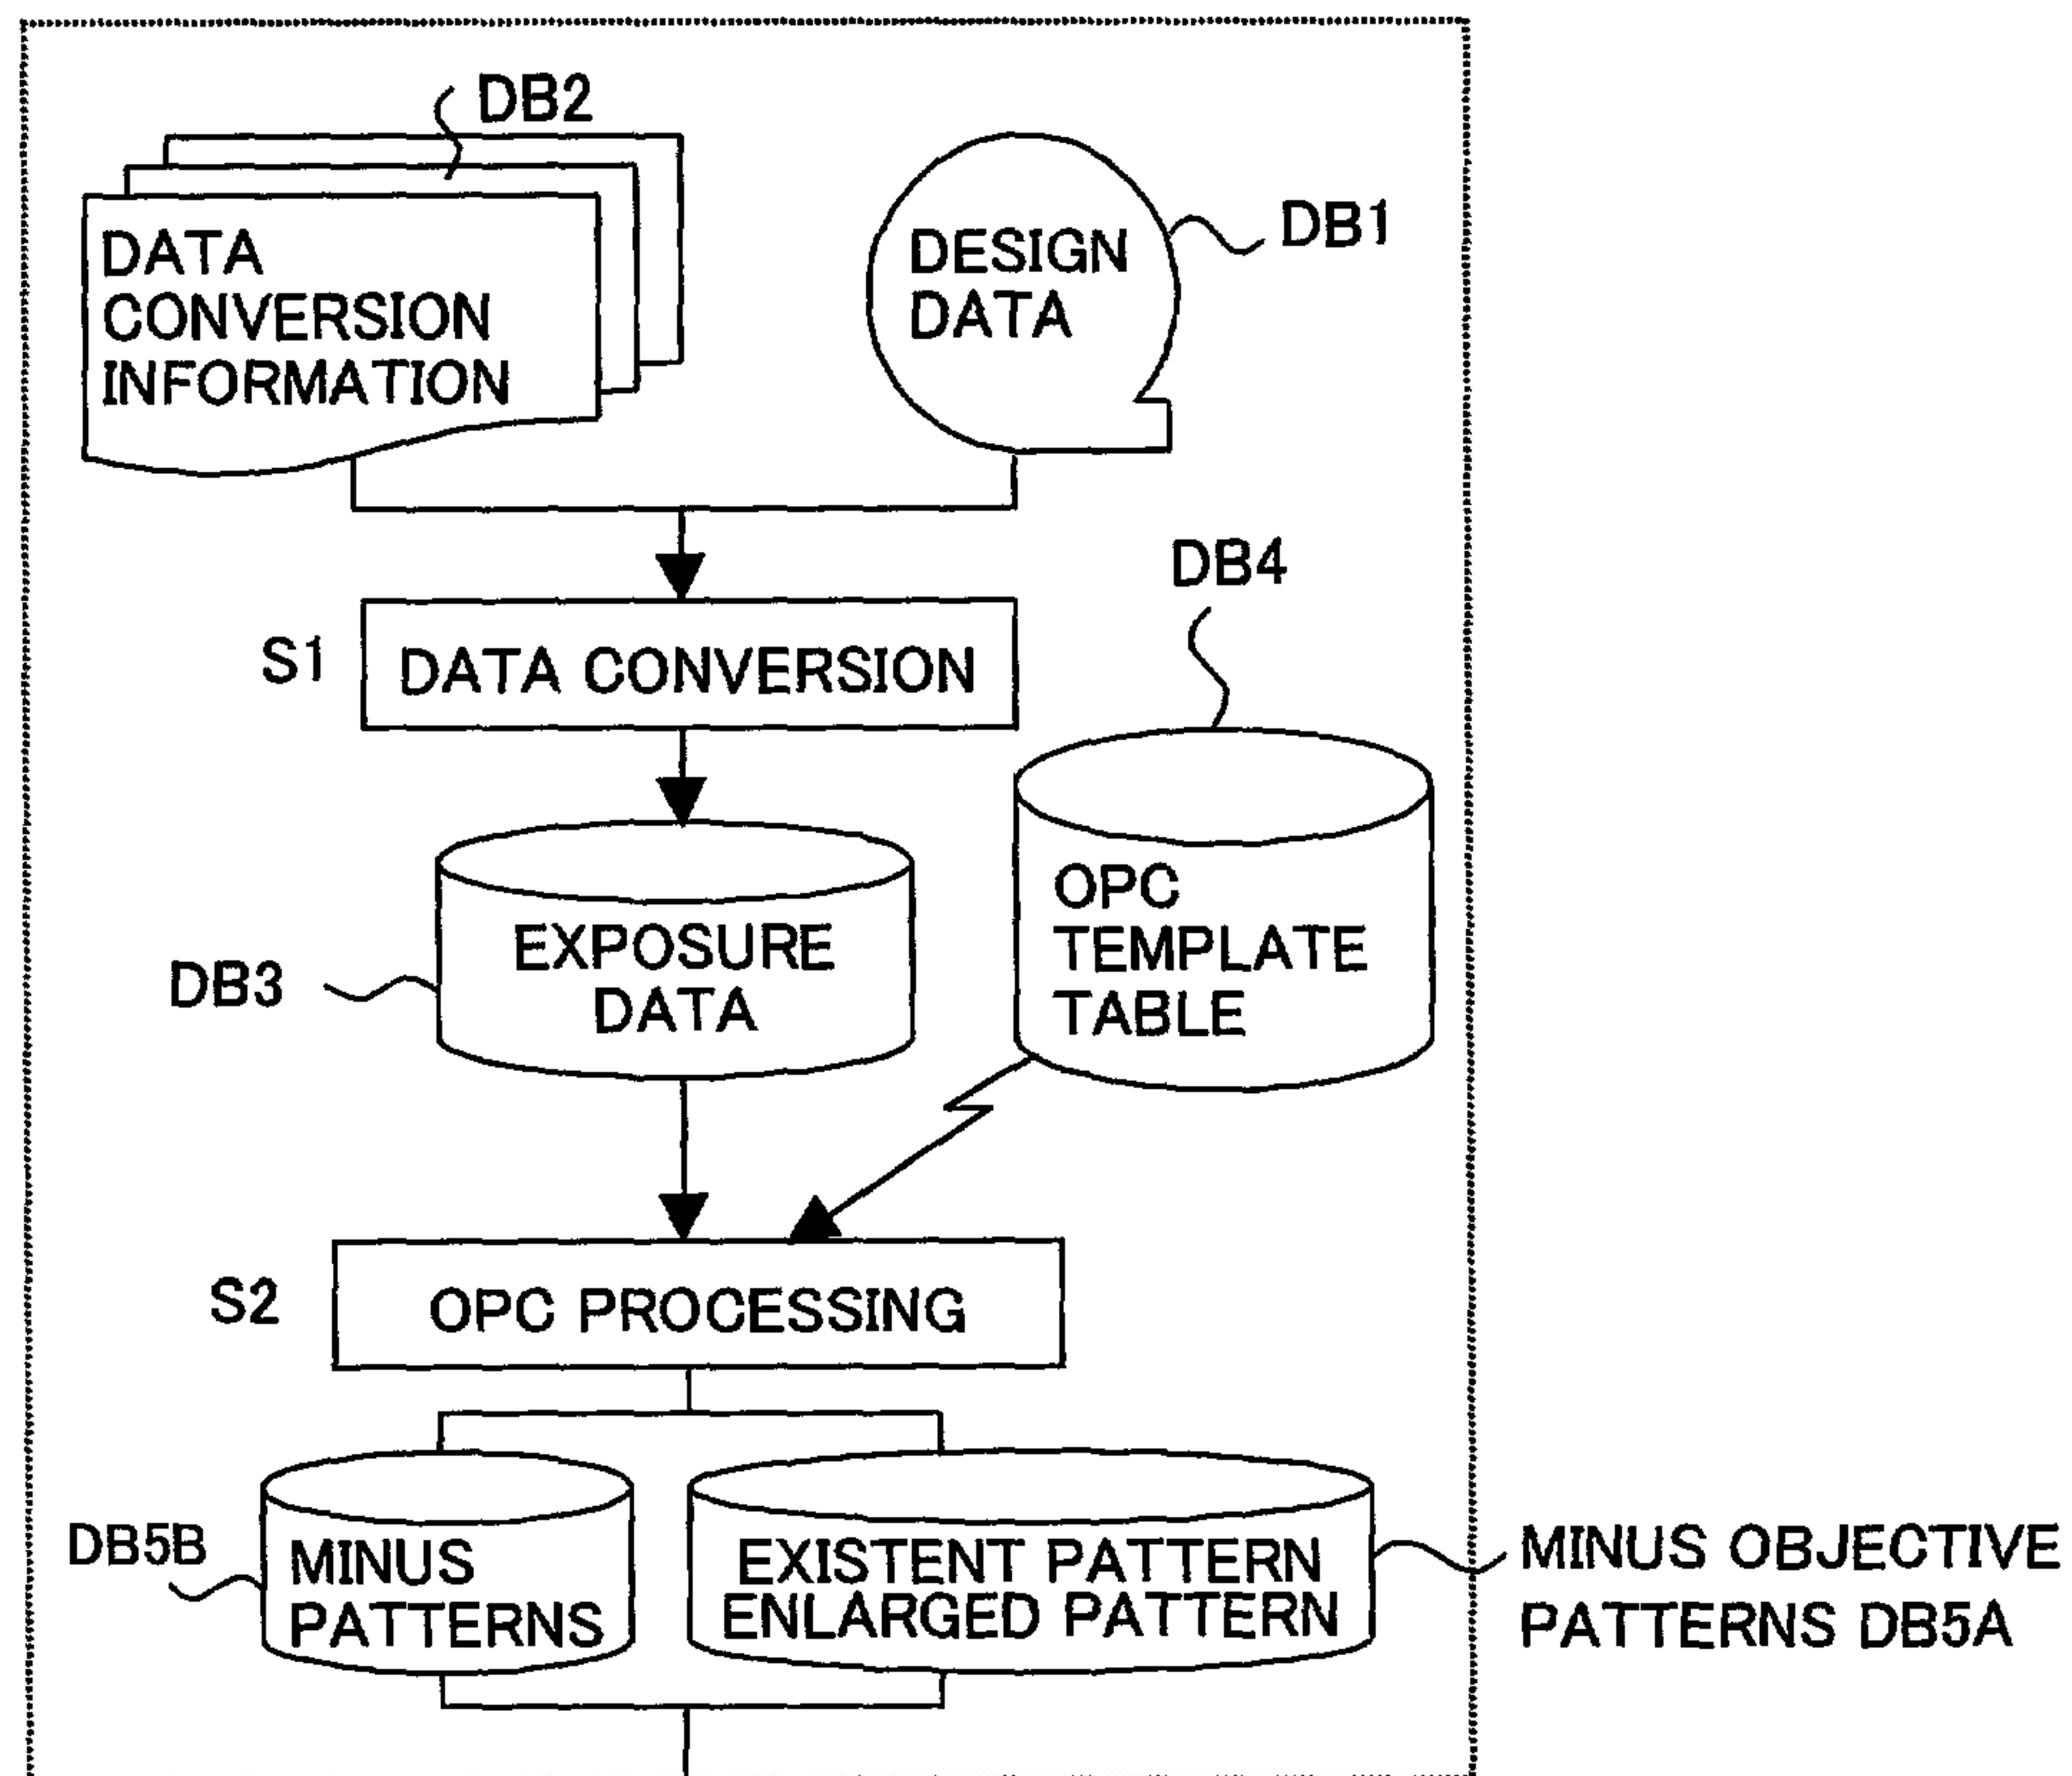 DB2
DATA
CONVERSION
INFORMATION
DESIGN
DATA
DB1
DB4
S1
DATA CONVERSION
OPC
TEMPLATE
TABLE
EXPOSURE
DATA
DB3
S2
OPC PROCESSING
DB5B
MINUS
PATTERNS
EXISTENT PATTERN
ENLARGED PATTERN
MINUS OBJECTIVE
PATTERNS DB5A